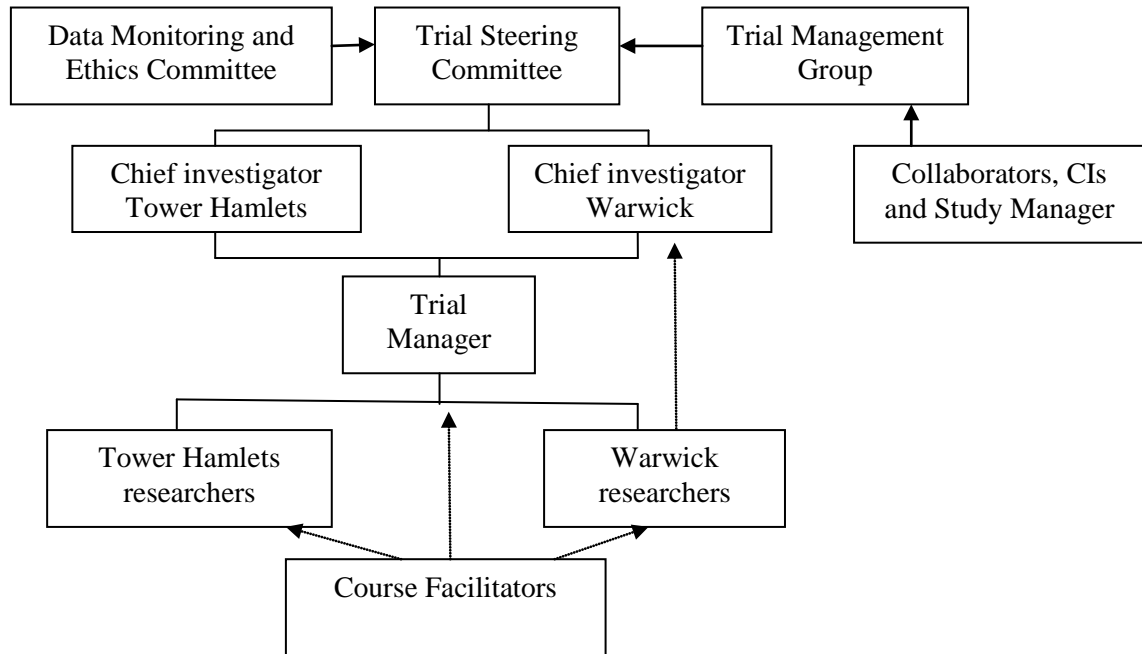 Data Monitoring and
Ethics Committee
Trial Steering
Committee
Trial Management
Group
Chief investigator
Tower Hamlets
Chief investigator
Warwick
Collaborators, CIs
and Study Manager
Trial
Manager
Tower Hamlets
researchers
Warwick
researchers
Course Facilitators